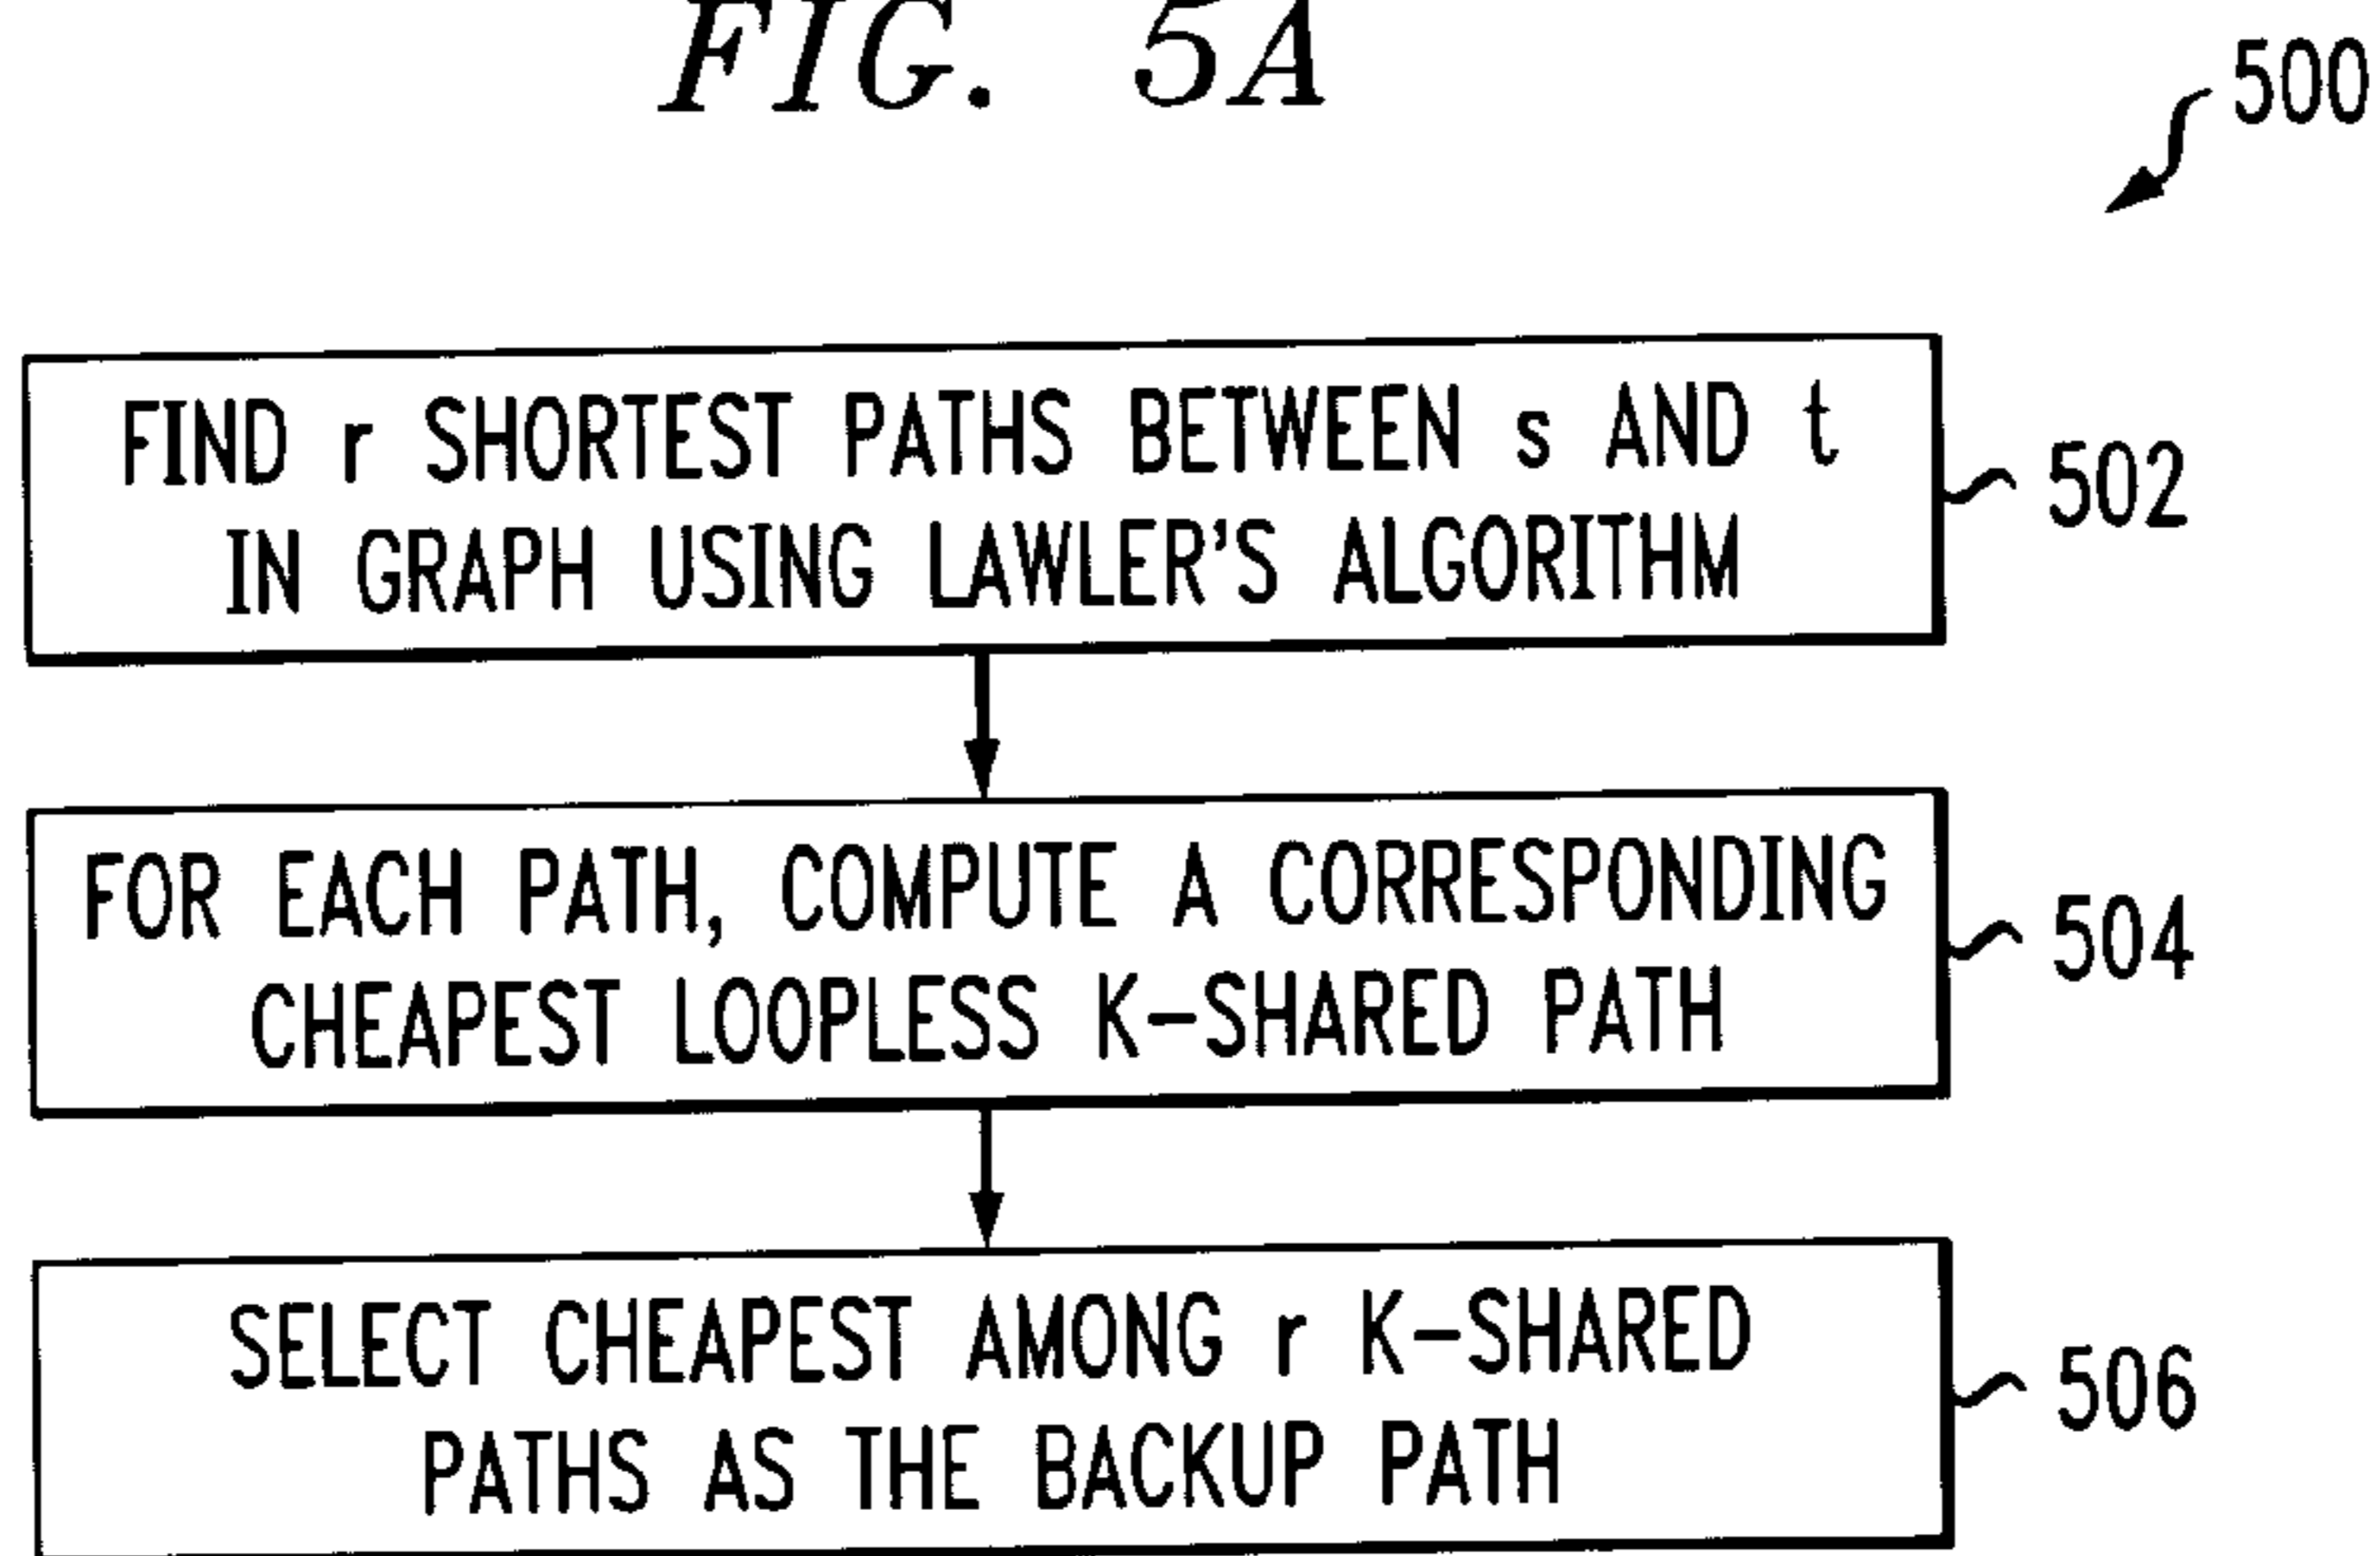 FIG. 5A
500
FIND r SHORTEST PATHS BETWEEN s AND t
IN GRAPH USING LAWLER'S ALGORITHM
502
FOR EACH PATH, COMPUTE A CORRESPONDING
CHEAPEST LOOPLESS K-SHARED PATH
504
SELECT CHEAPEST AMONG r K-SHARED
PATHS AS THE BACKUP PATH
506